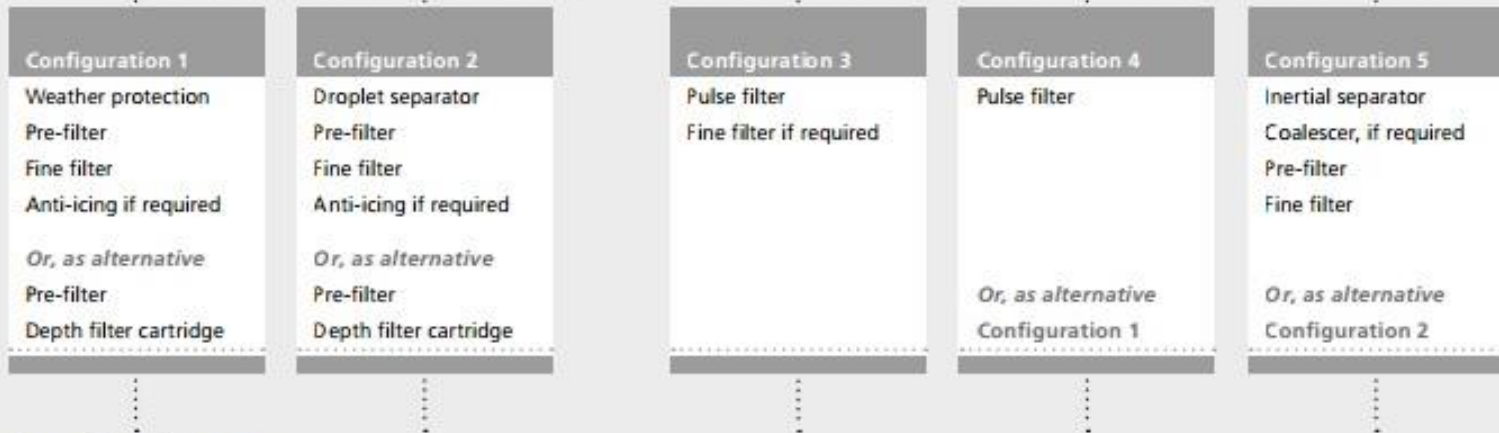 Configuration 1
Weather protection
Pre-filter
Fine filter
Anti-icing if required
Or, as alternative
Pre-filter
Depth filter cartridge
Configuration 2
Droplet separator
Pre-filter
Fine filter
Anti-icing if required
Or, as alternative
Pre-filter
Depth filter cartridge
Configuration 3
Pulse filter
Fine filter if required
Configuration 4
Pulse filter
Or, as alternative
Configuration 1
Configuration 5
Inertial separator
Coalescer, if required
Pre-filter
Fine filter
Or, as alternative
Configuration 2